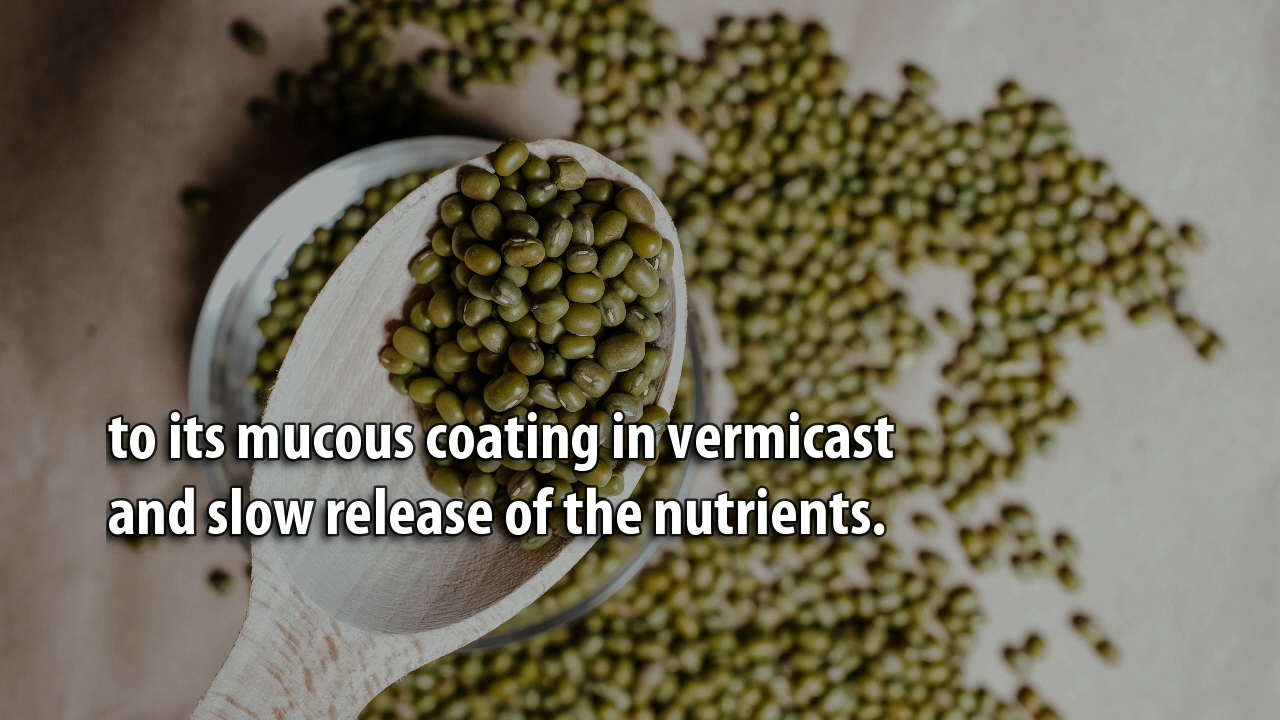 to its mucous coating in vermicast
and slow release of the nutrients.